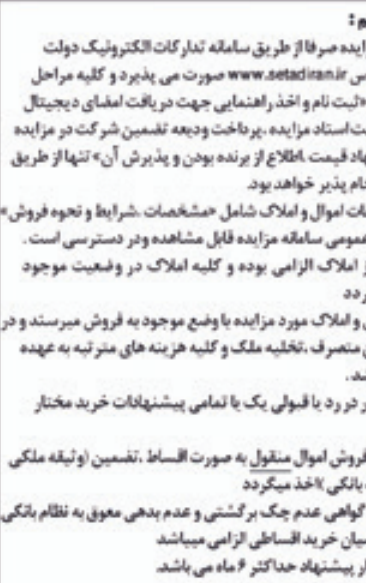 م :
ایده صرفا از طریق سامانه تدارکات الکترونیک دولت
س www.setadiran.ir صورت می پذیرد و کلیه مراحل
«ثبت نام و اخذ راهنمایی جهت دریافت امضای دیجیتال
ت اسناد مزایده ،پرداخت ودیعه تضمین شرکت در مزایده
هاد قیمت ،اطلاع از برنده بودن و پذیرش آن» تنها از طریق
جام پذیر خواهد بود.
ات اموال و املاک شامل «مشخصات ،شرایط و نحوه فروش»
عمومی سامانه مزایده قابل مشاهده ودر دسترسی است .
ز املاک الزامی بوده و کلیه املاک در وضعیت موجود
ردد
ل و املاک مورد مزایده با وضع موجود به فروش میرسند و در
ی متصرف ،تخلیه ملک و کلیه هزینه های مترتبه به عهده
شد.
ر در رد یا قبولی یک یا تمامی پیشنهادات خرید مختار
فروش اموال منقول به صورت اقساط ،تضمین (وثیقه ملکی
بانکی )اخذ میگردد
گواهی عدم چک برگشتی و عدم بدهی معوق به نظام بانکی
سیان خرید اقساطی الزامی میباشد
ار پیشنهاد حداکثر ۶ ماه می باشد.